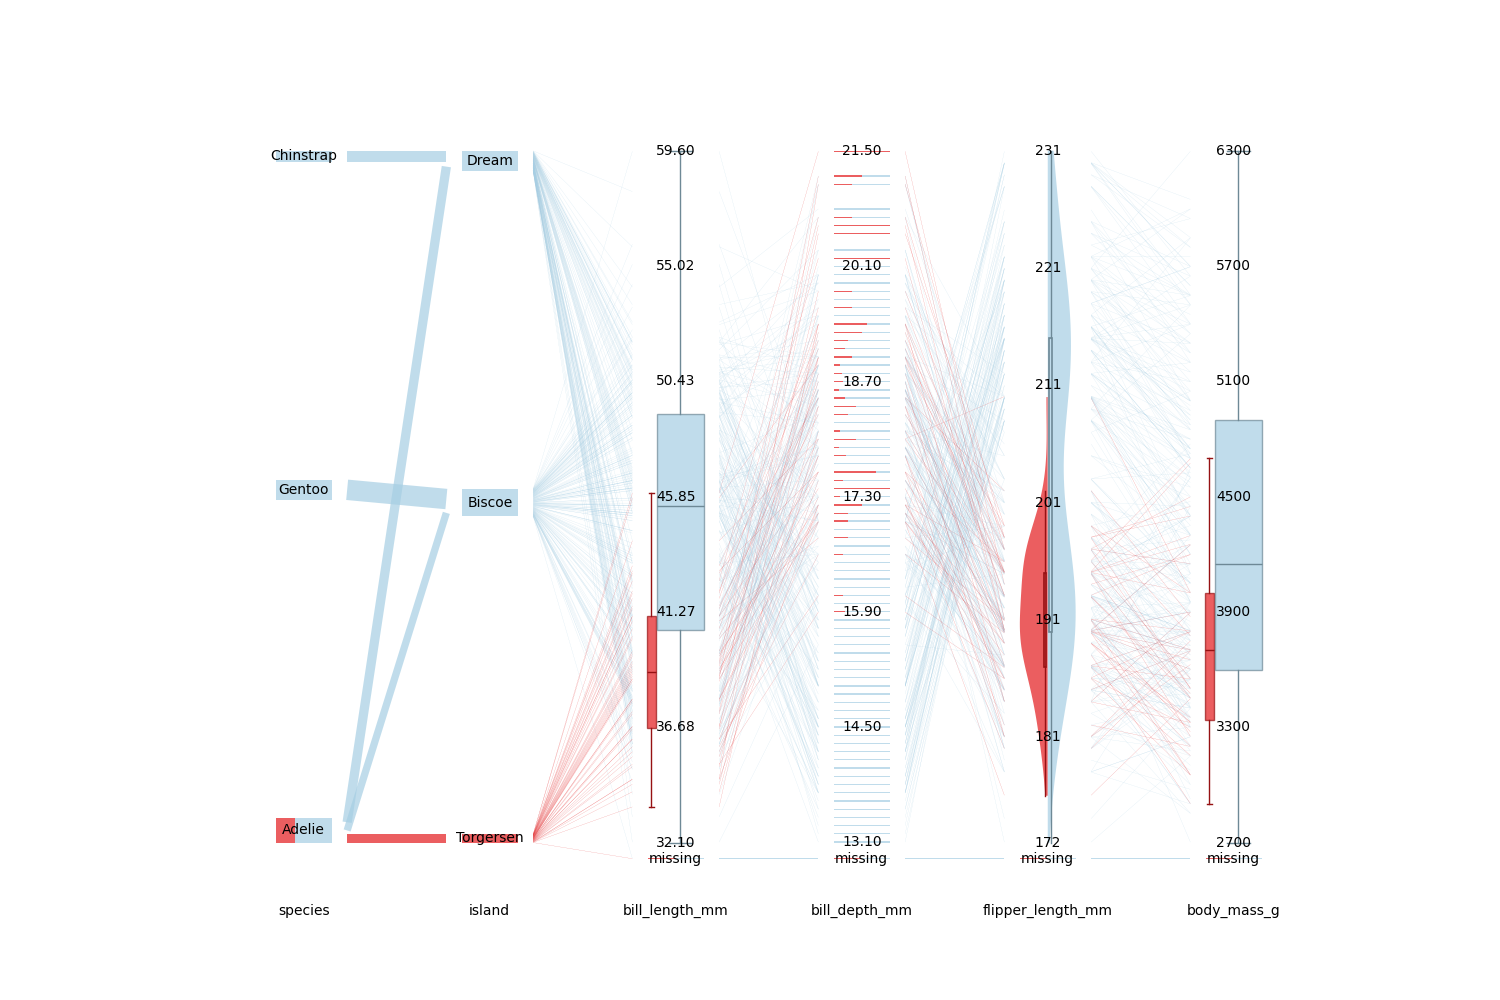 Chinstrap
Gentoo
Adelie
species
Dream
Biscoe
Torgersen
island
59.60
55.02
50.43
45.85
41.27
36.68
32.10
missing
bill_length_mm
21.50
20.10
18.70
17.30
15.90
14.50
13.10
missing
bill_depth_mm
231
221
211
201
191
181
172
missing
flipper_length_mm
6300
5700
5100
4500
3900
3300
2700
missing
body_mass_g